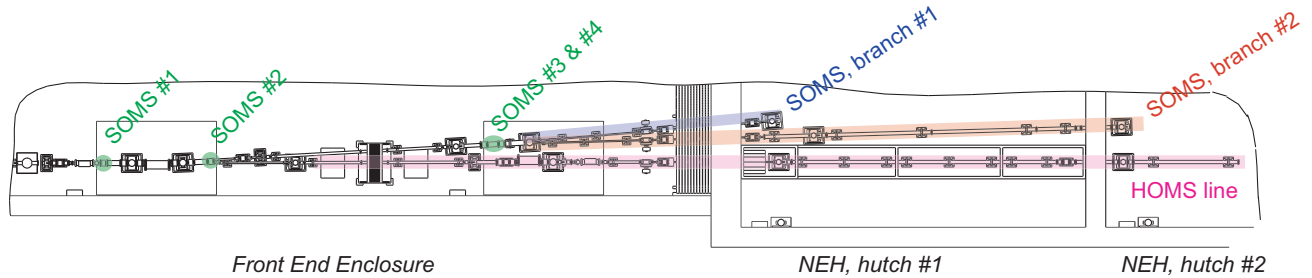 SOMS #1
SOMS #2
SOMS #3 & #4
SOMS, branch #1
SOMS, branch #2
HOMS line
Front End Enclosure
NEH, hutch #1
NEH, hutch #2